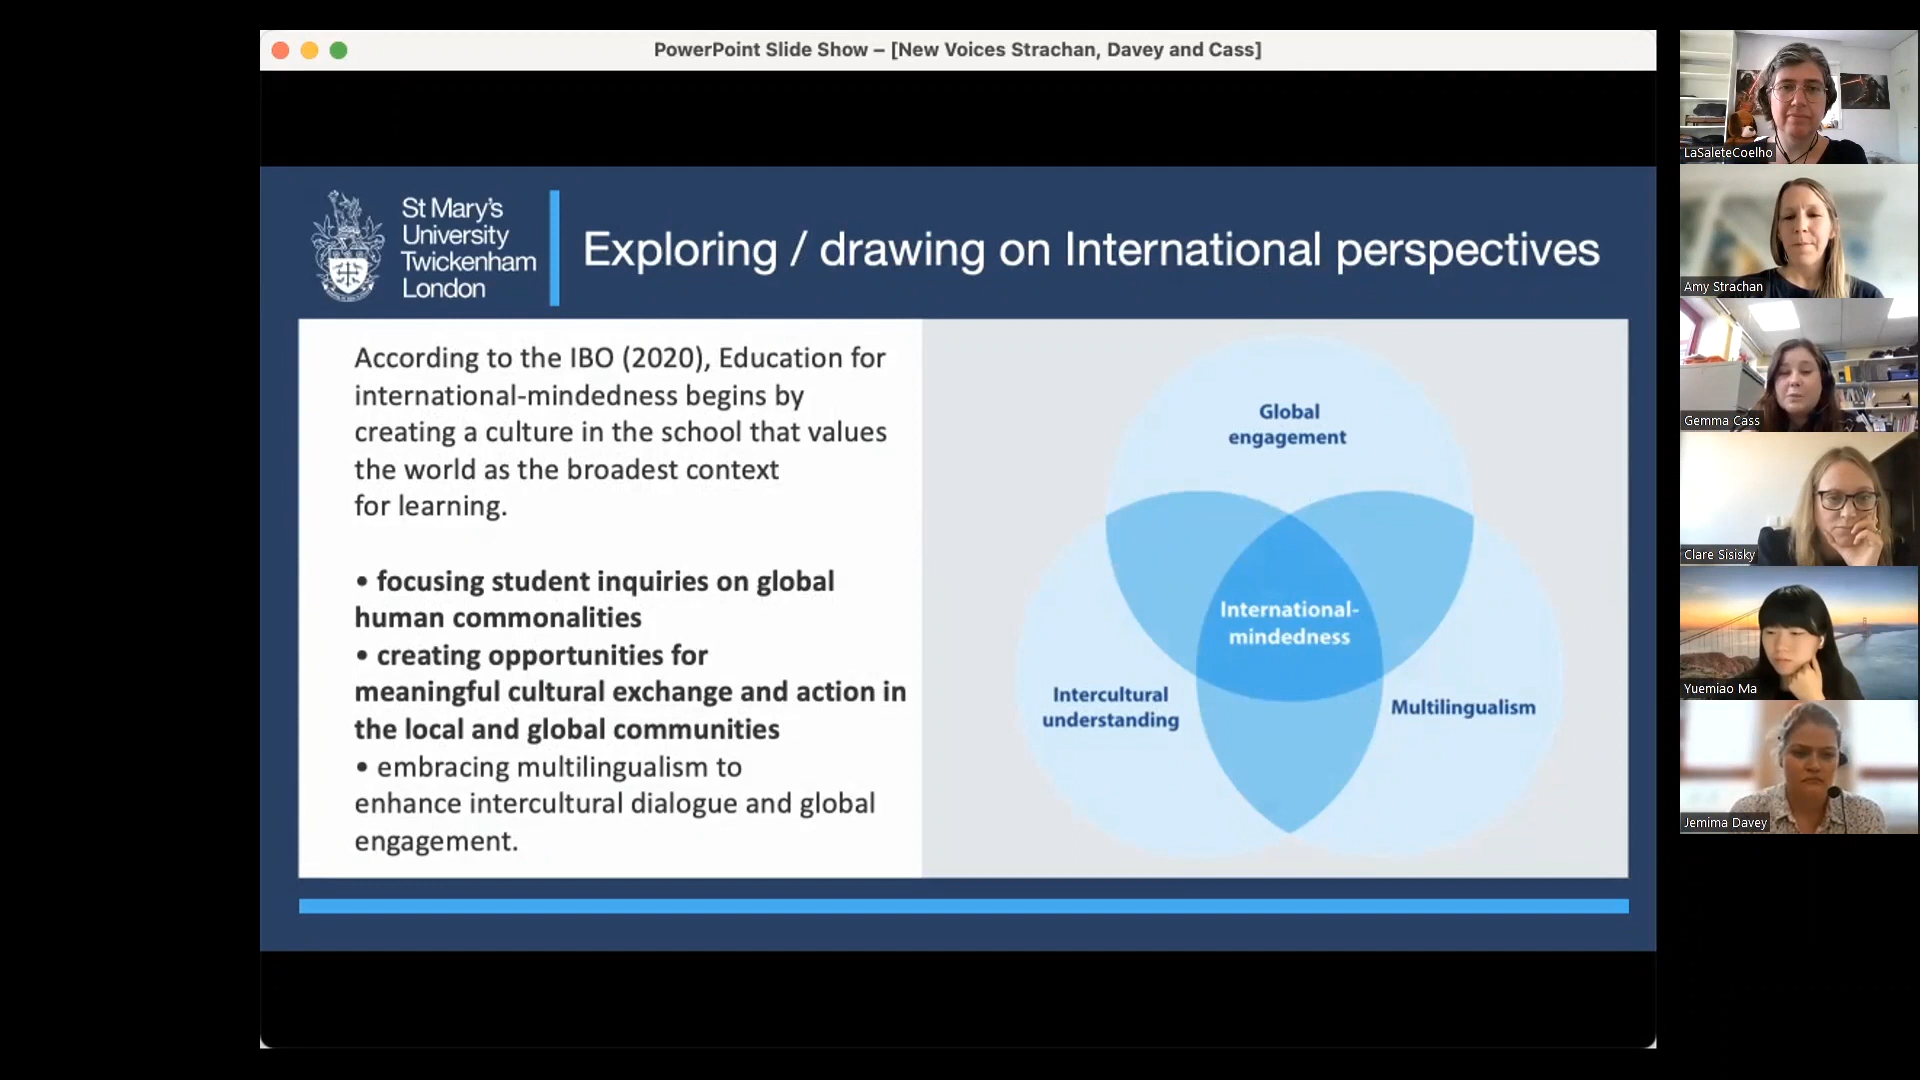 PowerPoint Slide Show – [New Voices Strachan, Davey and Cass]
St Mary's
University
Twickenham
London
Exploring / drawing on International perspectives
According to the IBO (2020), Education for
international-mindedness begins by
creating a culture in the school that values
the world as the broadest context
for learning.
• focusing student inquiries on global
human commonalities
• creating opportunities for
meaningful cultural exchange and action in
the local and global communities
• embracing multilingualism to
enhance intercultural dialogue and global
engagement.
Global
engagement
International-
mindedness
Intercultural
understanding
Multilingualism
LaSaleteCoelho
Amy Strachan
Gemma Cass
Clare Sisisky
Yuemiao Ma
Jemima Davey